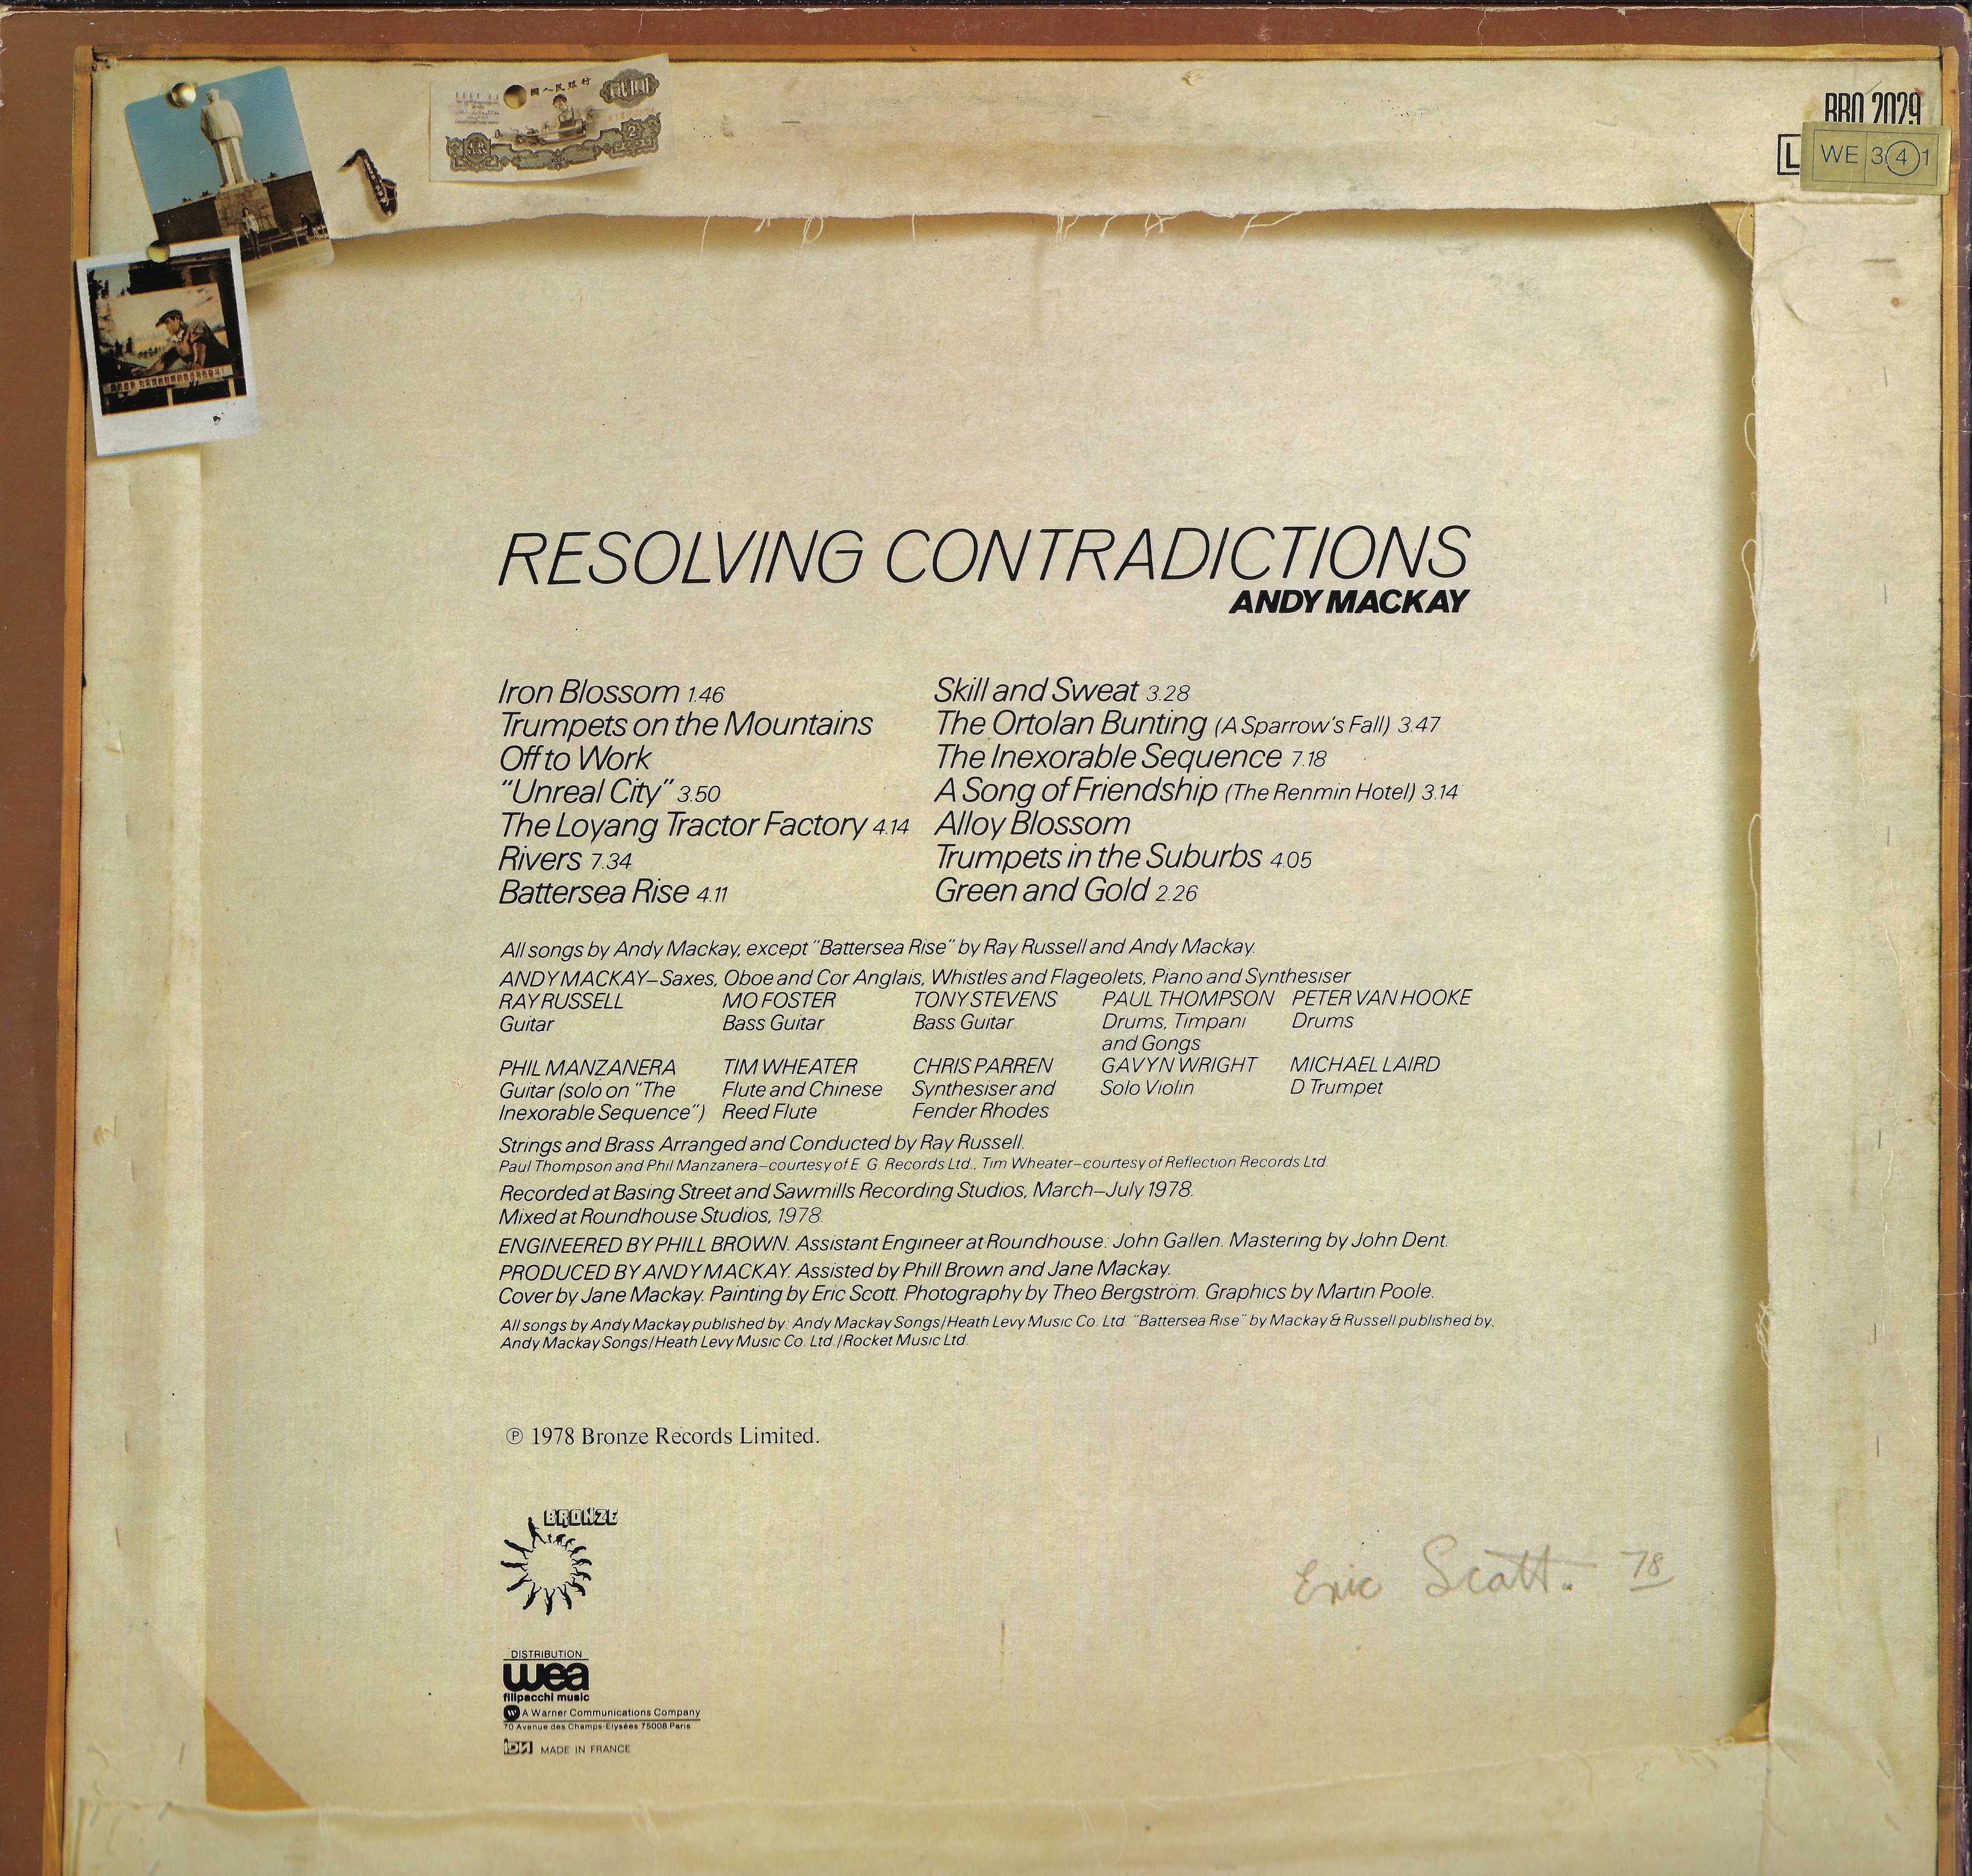 中國人民銀行
2
BRO 2029
L
WE 3 4 1
RESOLVING CONTRADICTIONS
ANDY MACKAY
Iron Blossom 1.46
Trumpets on the Mountains
Off to Work
“Unreal City” 3.50
The Loyang Tractor Factory 4.14
Rivers 7.34
Battersea Rise 4.11
Skill and Sweat 3.28
The Ortolan Bunting (A Sparrow's Fall) 3.47
The Inexorable Sequence 7.18
A Song of Friendship (The Renmin Hotel) 3.14
Alloy Blossom
Trumpets in the Suburbs 4.05
Green and Gold 2.26
All songs by Andy Mackay, except “Battersea Rise” by Ray Russell and Andy Mackay.
ANDY MACKAY–Saxes, Oboe and Cor Anglais, Whistles and Flageolets, Piano and Synthesiser
RAY RUSSELL
Guitar
MO FOSTER
Bass Guitar
TONY STEVENS
Bass Guitar
PAUL THOMPSON
Drums, Timpani
and Gongs
PETER VAN HOOKE
Drums
PHIL MANZANERA
Guitar (solo on “The
Inexorable Sequence”)
TIM WHEATER
Flute and Chinese
Reed Flute
CHRIS PARREN
Synthesiser and
Fender Rhodes
GAVYN WRIGHT
Solo Violin
MICHAEL LAIRD
D Trumpet
Strings and Brass Arranged and Conducted by Ray Russell.
Paul Thompson and Phil Manzanera–courtesy of E. G. Records Ltd., Tim Wheater–courtesy of Reflection Records Ltd.
Recorded at Basing Street and Sawmills Recording Studios, March–July 1978.
Mixed at Roundhouse Studios, 1978.
ENGINEERED BY PHILL BROWN. Assistant Engineer at Roundhouse: John Gallen. Mastering by John Dent.
PRODUCED BY ANDY MACKAY. Assisted by Phill Brown and Jane Mackay.
Cover by Jane Mackay. Painting by Eric Scott. Photography by Theo Bergström. Graphics by Martin Poole.
All songs by Andy Mackay published by: Andy Mackay Songs/Heath Levy Music Co. Ltd. “Battersea Rise” by Mackay & Russell published by:
Andy Mackay Songs/Heath Levy Music Co. Ltd./Rocket Music Ltd.
℗ 1978 Bronze Records Limited.
BRONZE
Eric Scott. 78
DISTRIBUTION
wea
filipacchi music
W A Warner Communications Company
70 Avenue des Champs-Elysées 75008 Paris
IDN MADE IN FRANCE